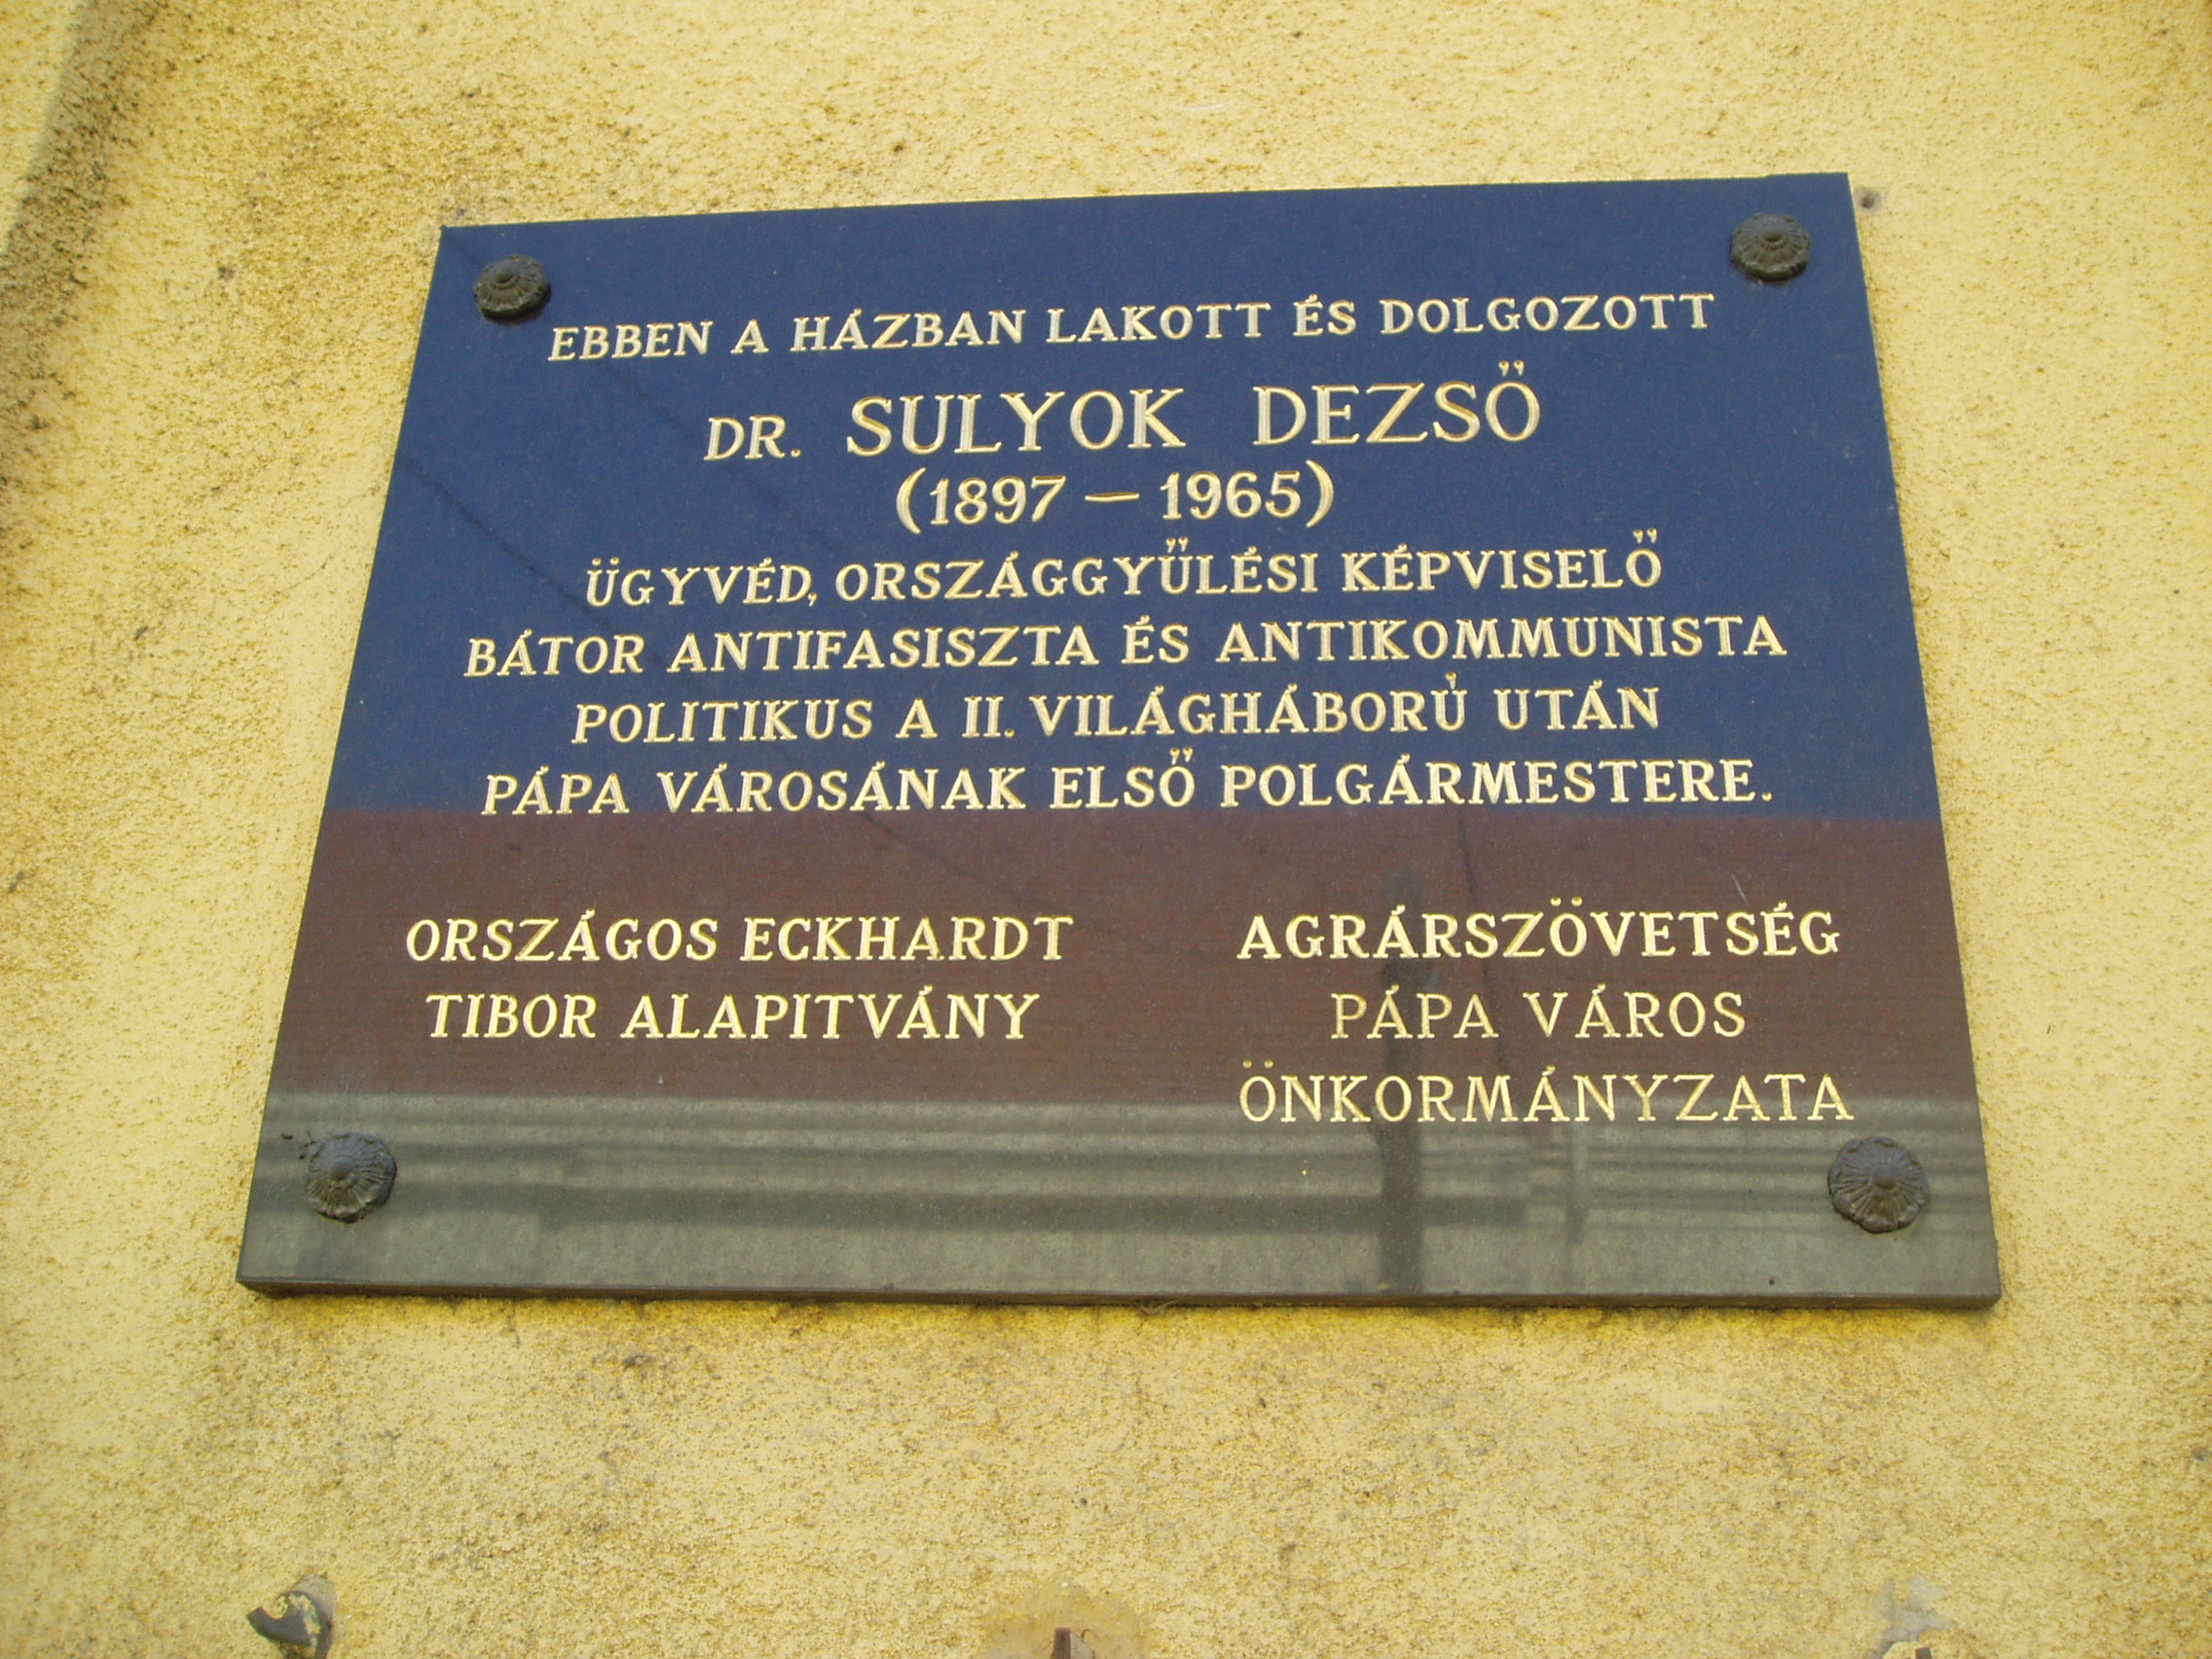 EBBEN A HÁZBAN LAKOTT ÉS DOLGOZOTT
DR. SULYOK DEZSŐ
(1897 – 1965)
ÜGYVÉD, ORSZÁGGYŰLÉSI KÉPVISELŐ
BÁTOR ANTIFASISZTA ÉS ANTIKOMMUNISTA
POLITIKUS A II. VILÁGHÁBORÚ UTÁN
PÁPA VÁROSÁNAK ELSŐ POLGÁRMESTERE.
ORSZÁGOS ECKHARDT
TIBOR ALAPITVÁNY
AGRÁRSZÖVETSÉG
PÁPA VÁROS
ÖNKORMÁNYZATA